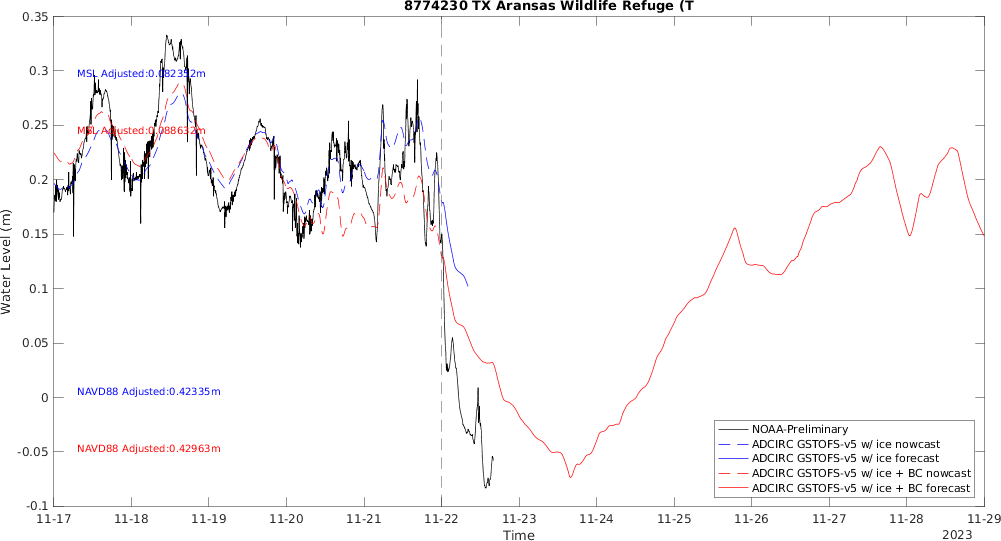 8774230 TX Aransas Wildlife Refuge (T
0.35
0.3
0.25
0.2
0.15
0.1
0.05
0
-0.05
-0.1
Water Level (m)
MSL Adjusted:0.082352m
MSL Adjusted:0.088632m
NAVD88 Adjusted:0.42335m
NAVD88 Adjusted:0.42963m
NOAA-Preliminary
ADCIRC GSTOFS-v5 w/ ice nowcast
ADCIRC GSTOFS-v5 w/ ice forecast
ADCIRC GSTOFS-v5 w/ ice + BC nowcast
ADCIRC GSTOFS-v5 w/ ice + BC forecast
11-17 11-18 11-19 11-20 11-21 11-22 11-23 11-24 11-25 11-26 11-27 11-28 11-29
Time
2023